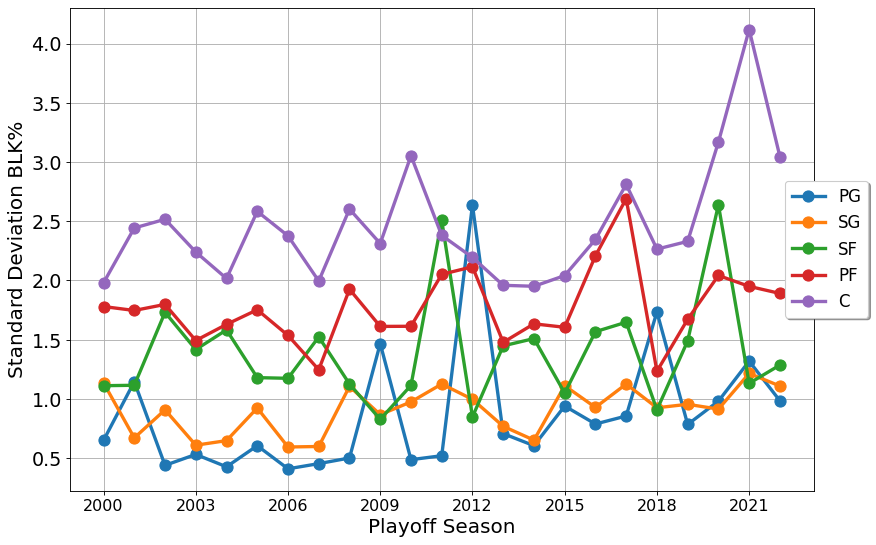 4.0
3.5
3.0
2.5
2.0
1.5
1.0
0.5
Standard Deviation BLK%
2000 2003 2006 2009 2012 2015 2018 2021
Playoff Season
PG
SG
SF
PF
C